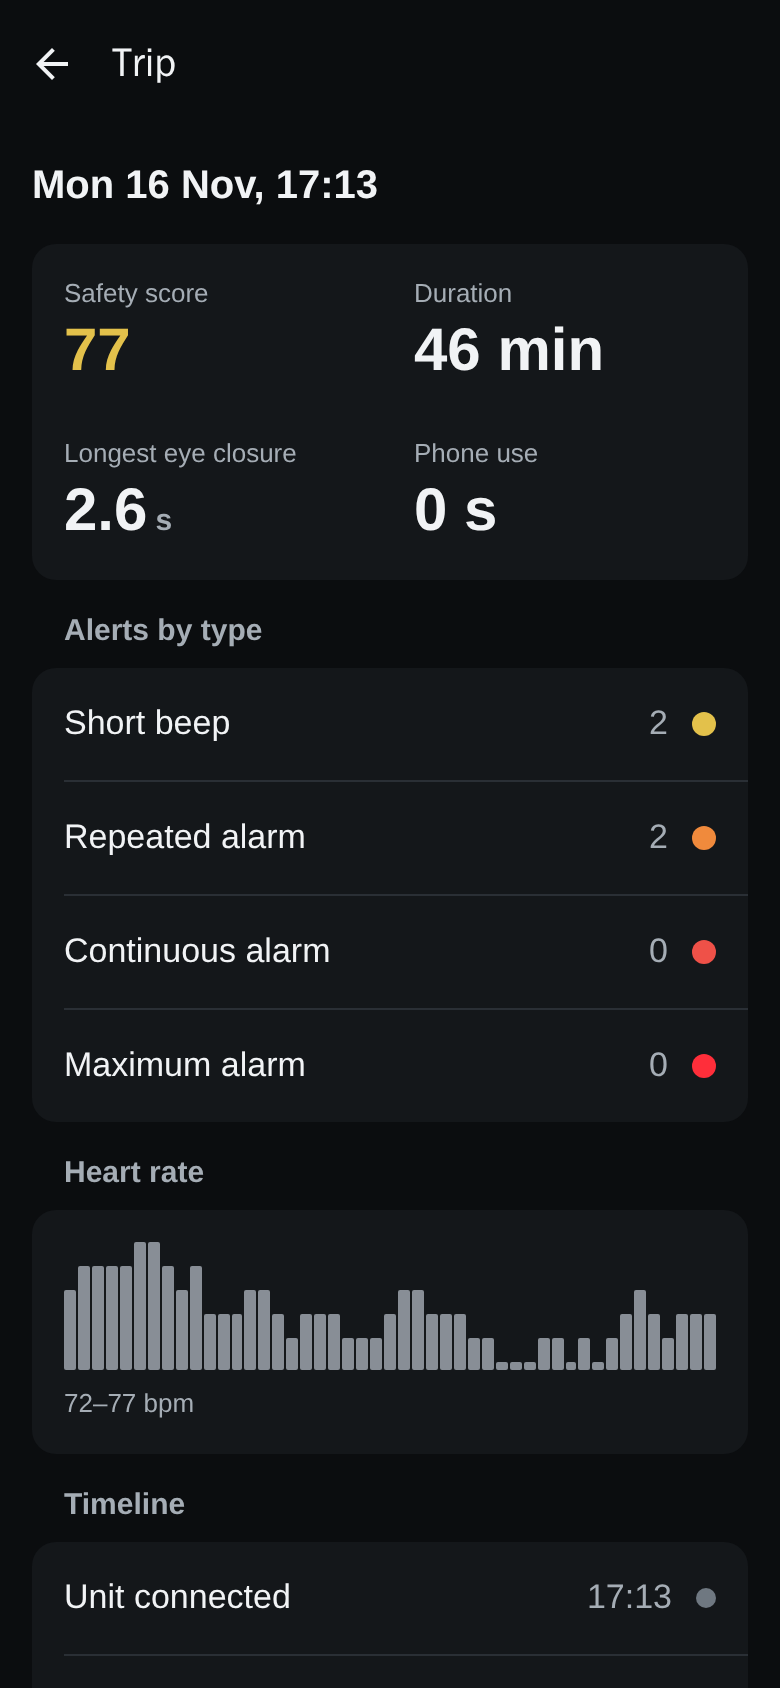 Trip
Mon 16 Nov, 17:13
Safety score
Duration
77
46 min
Longest eye closure
Phone use
2.6 s
0 s
Alerts by type
Short beep 2
Repeated alarm 2
Continuous alarm 0
Maximum alarm 0
Heart rate
72–77 bpm
Timeline
Unit connected 17:13